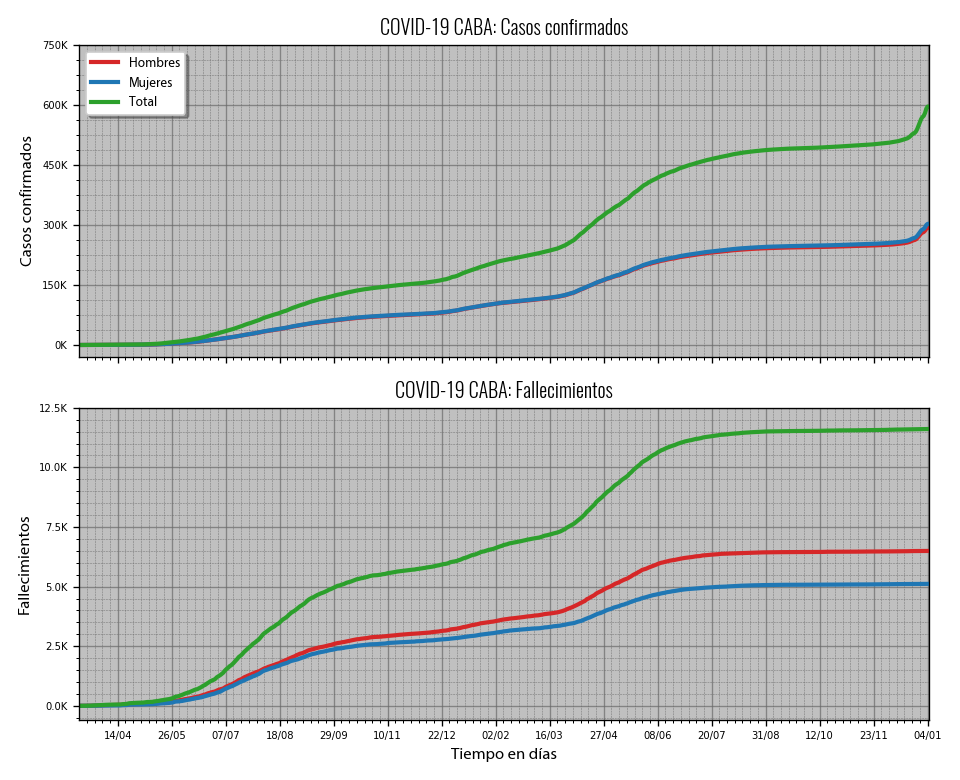 COVID-19 CABA: Casos confirmados
750K
600K
450K
300K
150K
0K
Casos confirmados
Hombres
Mujeres
Total
COVID-19 CABA: Fallecimientos
12.5K
10.0K
7.5K
5.0K
2.5K
0.0K
Fallecimientos
14/04 26/05 07/07 18/08 29/09 10/11 22/12 02/02 16/03 27/04 08/06 20/07 31/08 12/10 23/11 04/01
Tiempo en días